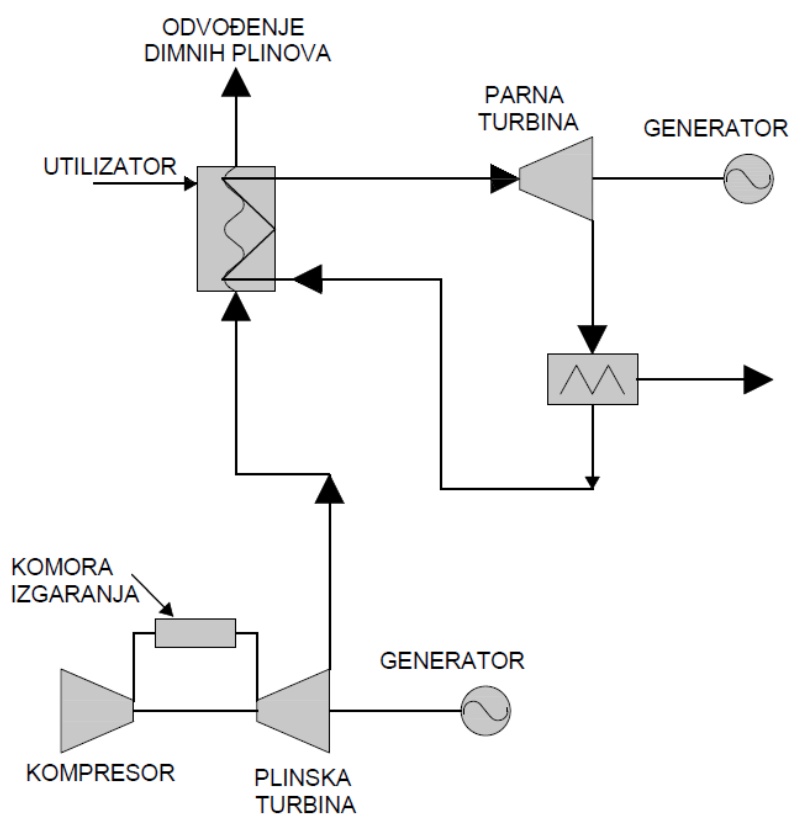 ODVOĐENJE
DIMNIH PLINOVA
PARNA
TURBINA
GENERATOR
UTILIZATOR
KOMORA
IZGARANJA
GENERATOR
KOMPRESOR
PLINSKA
TURBINA